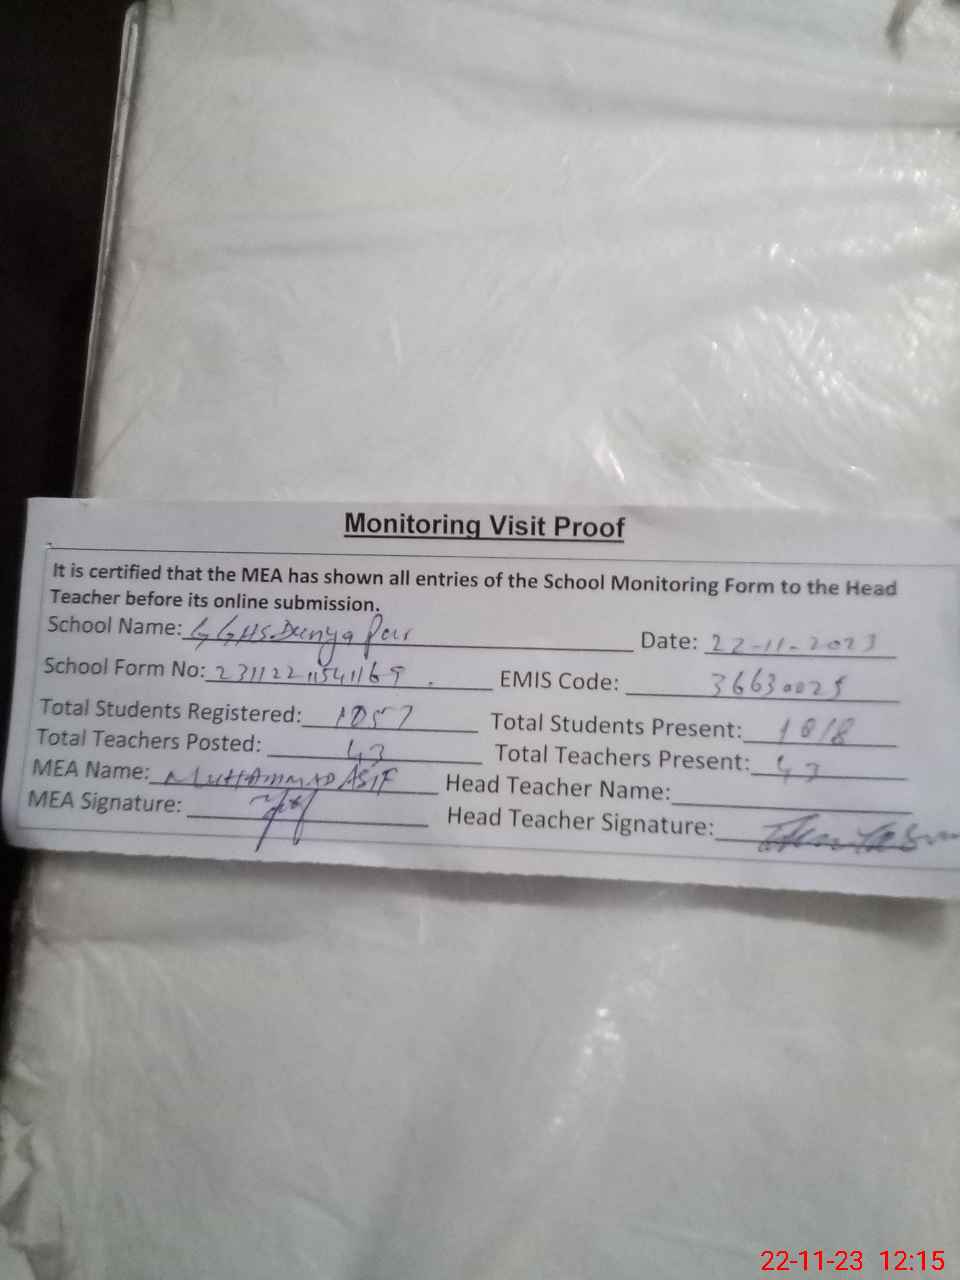 Monitoring Visit Proof
It is certified that the MEA has shown all entries of the School Monitoring Form to the Head
Teacher before its online submission.
School Name: GGHS Dunya Pur Date: 22-11-2023
School Form No: EMIS Code: 36630025
Total Students Registered: 1057 Total Students Present: 1018
Total Teachers Posted: 43 Total Teachers Present: 43
MEA Name: MUHAMMAD ASIF Head Teacher Name:
MEA Signature: Head Teacher Signature:
22-11-23 12:15